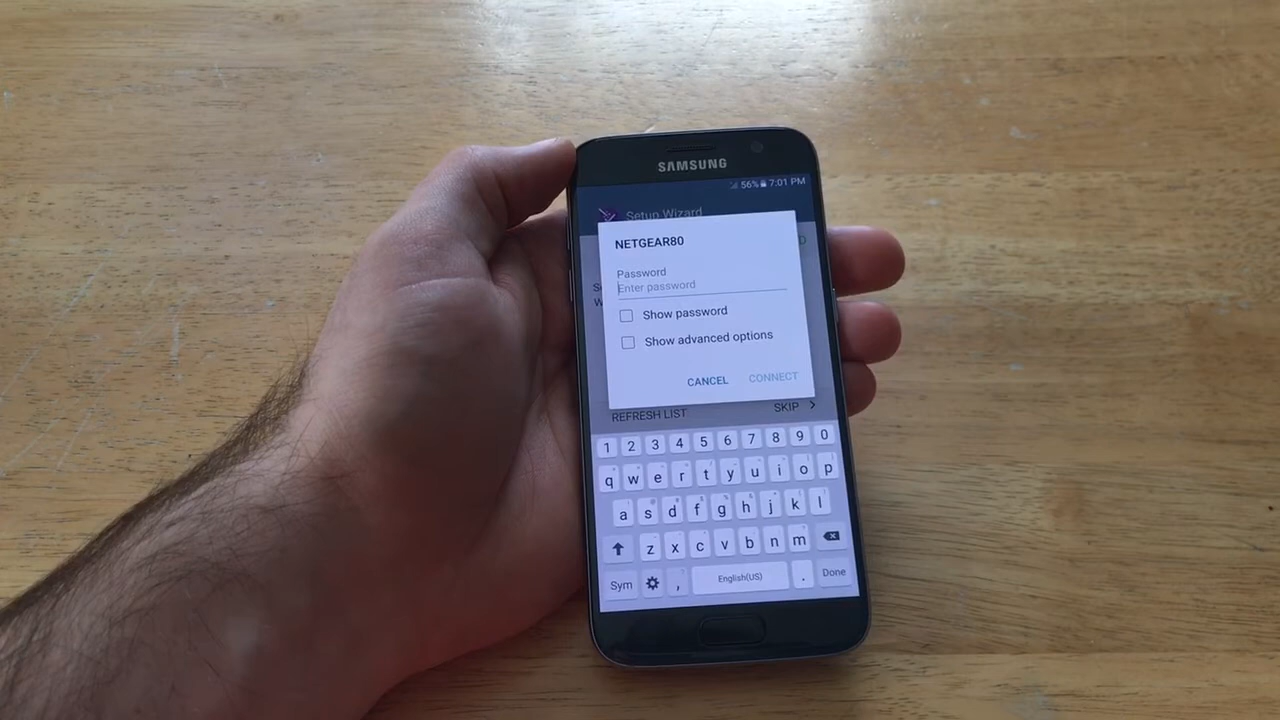 SAMSUNG
56% 7:01 PM
Setup Wizard
NETGEAR80
Password
Enter password
Show password
Show advanced options
CANCEL CONNECT
REFRESH LIST SKIP
1 2 3 4 5 6 7 8 9 0
q w e r t y u i o p
a s d f g h j k l
z x c v b n m
Sym , English(US) . Done